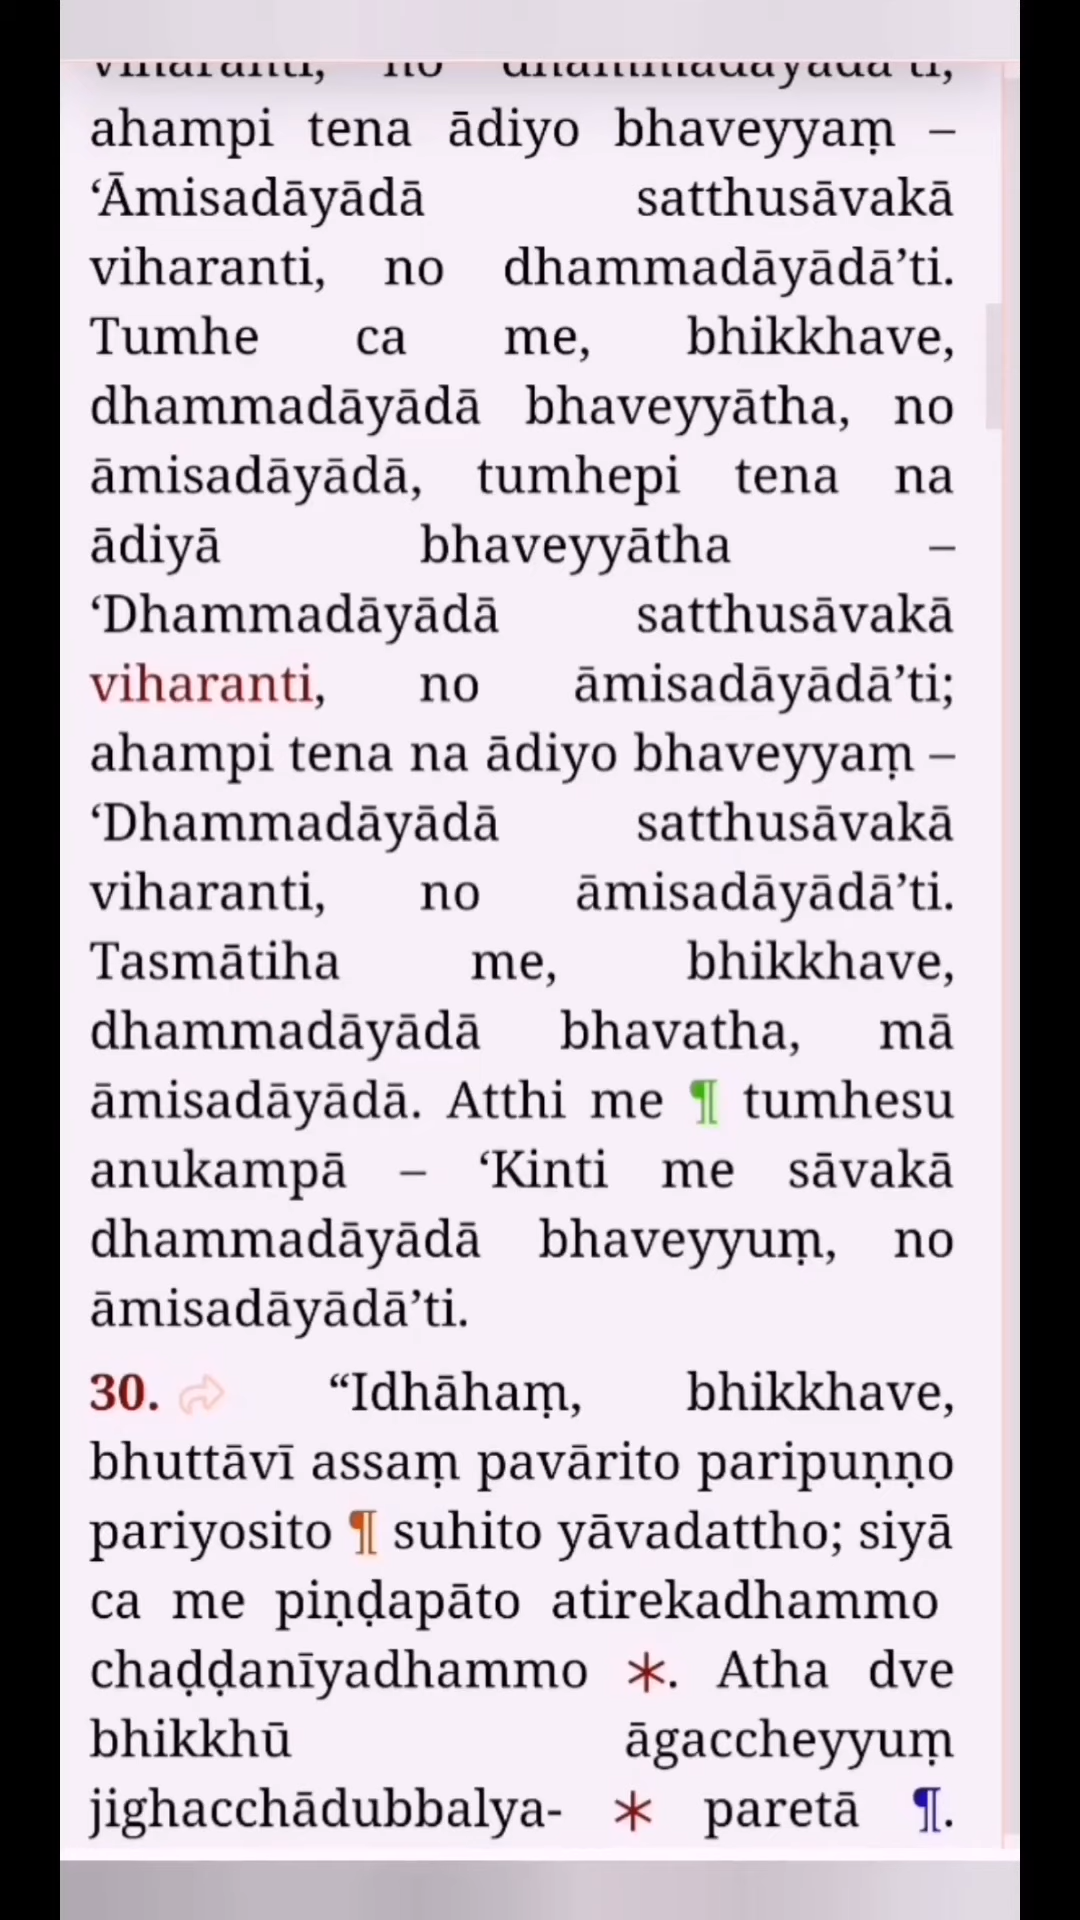 viharanti, no dhammadāyādā’ti,
ahampi tena ādiyo bhaveyyaṃ –
‘Āmisadāyādā satthusāvakā
viharanti, no dhammadāyādā’ti.
Tumhe ca me, bhikkhave,
dhammadāyādā bhaveyyātha, no
āmisadāyādā, tumhepi tena na
ādiyā bhaveyyātha –
‘Dhammadāyādā satthusāvakā
viharanti, no āmisadāyādā’ti;
ahampi tena na ādiyo bhaveyyaṃ –
‘Dhammadāyādā satthusāvakā
viharanti, no āmisadāyādā’ti.
Tasmātiha me, bhikkhave,
dhammadāyādā bhavatha, mā
āmisadāyādā. Atthi me ¶ tumhesu
anukampā – ‘Kinti me sāvakā
dhammadāyādā bhaveyyuṃ, no
āmisadāyādā’ti.
30. “Idhāhaṃ, bhikkhave,
bhuttāvī assaṃ pavārito paripuṇṇo
pariyosito ¶ suhito yāvadattho; siyā
ca me piṇḍapāto atirekadhammo
chaḍḍanīyadhammo *. Atha dve
bhikkhū āgaccheyyuṃ
jighacchādubbalya- * paretā ¶.